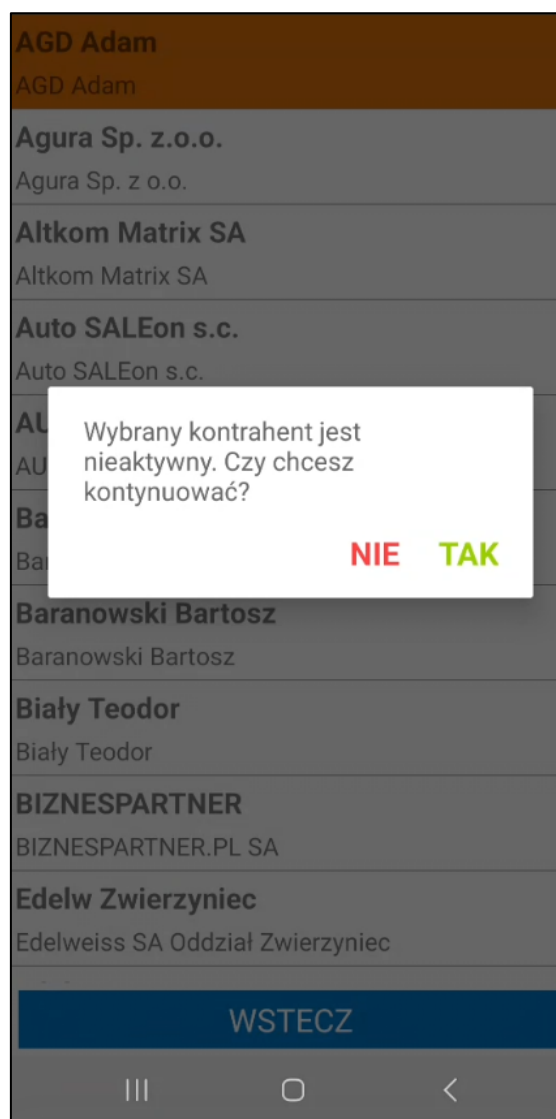 AGD Adam
AGD Adam
Agura Sp. z.o.o.
Agura Sp. z o.o.
Altkom Matrix SA
Altkom Matrix SA
Auto SALEon s.c.
Auto SALEon s.c.
Wybrany kontrahent jest
nieaktywny. Czy chcesz
kontynuować?
NIE TAK
Baranowski Bartosz
Baranowski Bartosz
Biały Teodor
Biały Teodor
BIZNESPARTNER
BIZNESPARTNER.PL SA
Edelw Zwierzyniec
Edelweiss SA Oddział Zwierzyniec
WSTECZ